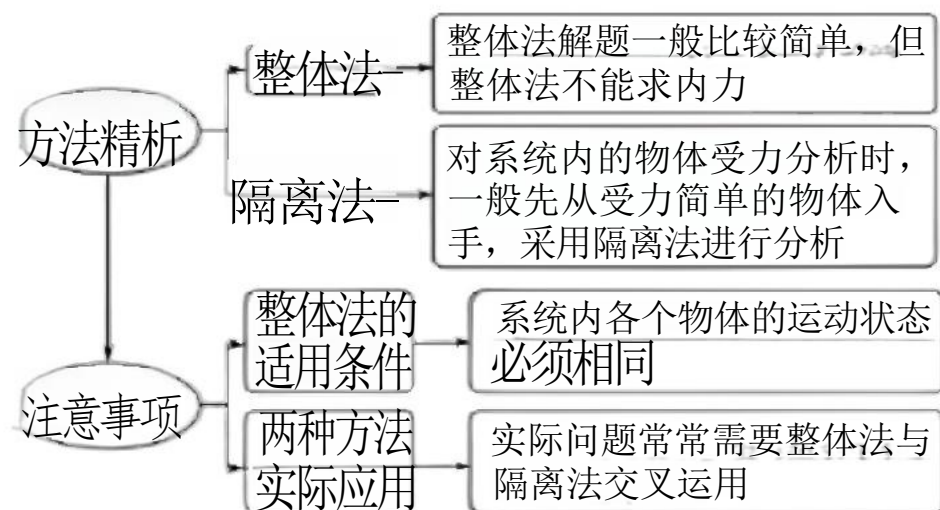 方法精析
整体法
整体法解题一般比较简单，但
整体法不能求内力
隔离法
对系统内的物体受力分析时，
一般先从受力简单的物体入
手，采用隔离法进行分析
注意事项
整体法的
适用条件
系统内各个物体的运动状态
必须相同
两种方法
实际应用
实际问题常常需要整体法与
隔离法交叉运用